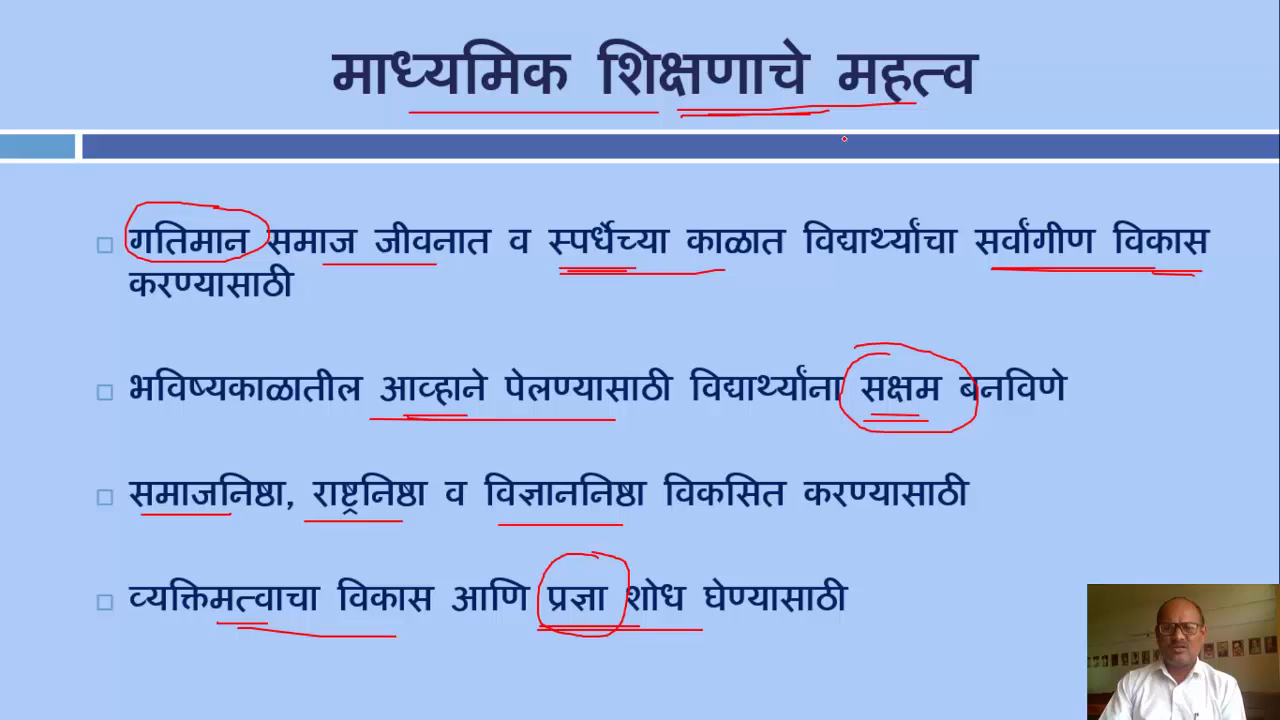 माध्यमिक शिक्षणाचे महत्व
गतिमान समाज जीवनात व स्पर्धेच्या काळात विद्यार्थ्यांचा सर्वांगीण विकास
करण्यासाठी
भविष्यकाळातील आव्हाने पेलण्यासाठी विद्यार्थ्यांना सक्षम बनविणे
समाजनिष्ठा, राष्ट्रनिष्ठा व विज्ञाननिष्ठा विकसित करण्यासाठी
व्यक्तिमत्वाचा विकास आणि प्रज्ञा शोध घेण्यासाठी